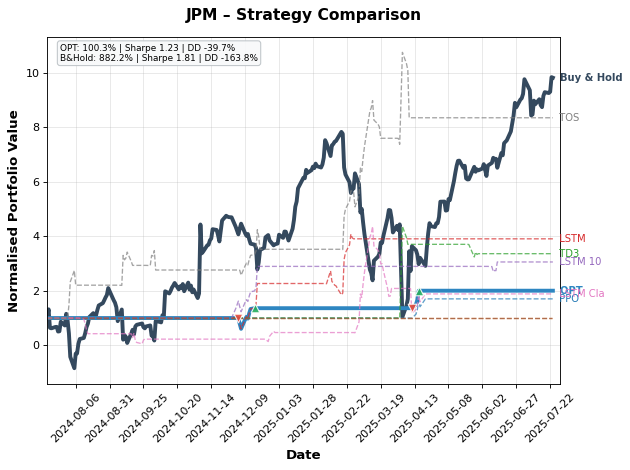 JPM – Strategy Comparison
OPT: 100.3% | Sharpe 1.23 | DD -39.7%
B&Hold: 882.2% | Sharpe 1.81 | DD -163.8%
Normalised Portfolio Value
10
8
6
4
2
0
Buy & Hold
TOS
LSTM
TD3
LSTM 10
OPT
PPO
2024-08-06
2024-08-31
2024-09-25
2024-10-20
2024-11-14
2024-12-09
2025-01-03
2025-01-28
2025-02-22
2025-03-19
2025-04-13
2025-05-08
2025-06-02
2025-06-27
2025-07-22
Date